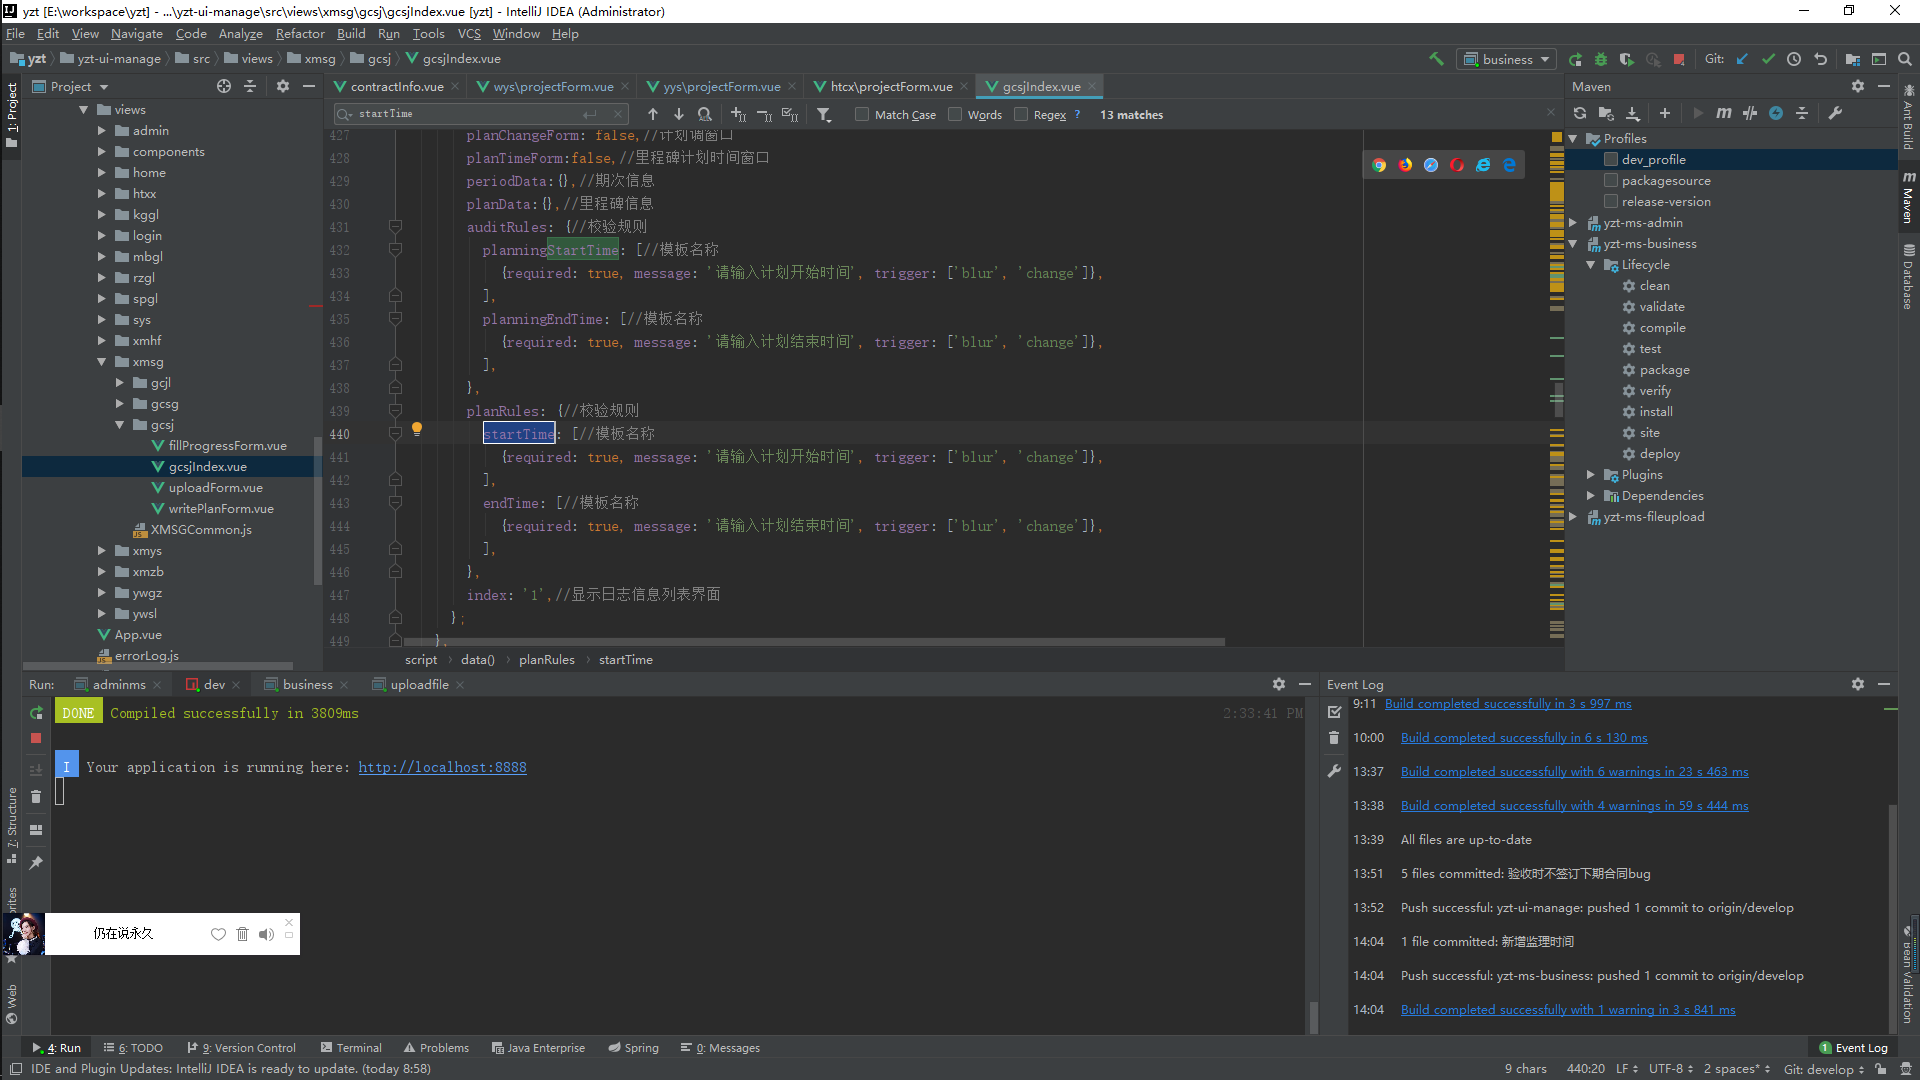 yzt [E:\workspace\yzt] - ...\yzt-ui-manage\src\views\xmsg\gcsj\gcsjIndex.vue [yzt] - IntelliJ IDEA (Administrator)
File Edit View Navigate Code Analyze Refactor Build Run Tools VCS Window Help
yzt yzt-ui-manage src views xmsg gcsj gcsjIndex.vue
business
Git:
Project
contractInfo.vue wys\projectForm.vue yys\projectForm.vue htcx\projectForm.vue gcsjIndex.vue
startTime
Match Case Words Regex ? 13 matches
1: Project
views
admin
components
home
htxx
kggl
login
mbgl
rzgl
spgl
sys
xmhf
xmsg
gcjl
gcsg
gcsj
fillProgressForm.vue
gcsjIndex.vue
uploadForm.vue
writePlanForm.vue
XMSGCommon.js
xmys
xmzb
ywgz
ywsl
App.vue
errorLog.js
427 planChangeForm: false,//计划调窗口
428 planTimeForm:false,//里程碑计划时间窗口
429 periodData:{},//期次信息
430 planData:{},//里程碑信息
431 auditRules: {//校验规则
432 planningStartTime: [//模板名称
433 {required: true, message: '请输入计划开始时间', trigger: ['blur', 'change']},
434 ],
435 planningEndTime: [//模板名称
436 {required: true, message: '请输入计划结束时间', trigger: ['blur', 'change']},
437 ],
438 },
439 planRules: {//校验规则
440 startTime: [//模板名称
441 {required: true, message: '请输入计划开始时间', trigger: ['blur', 'change']},
442 ],
443 endTime: [//模板名称
444 {required: true, message: '请输入计划结束时间', trigger: ['blur', 'change']},
445 ],
446 },
447 index: '1',//显示日志信息列表界面
448 };
449 },
script data() planRules startTime
Maven
Profiles
dev_profile
packagesource
release-version
yzt-ms-admin
yzt-ms-business
Lifecycle
clean
validate
compile
test
package
verify
install
site
deploy
Plugins
Dependencies
yzt-ms-fileupload
Ant Build
Maven
Database
Bean Validation
Run: adminms dev business uploadfile
DONE Compiled successfully in 3809ms 2:33:41 PM
I Your application is running here: http://localhost:8888
Z: Structure
Web
仍在说永久
Event Log
9:11 Build completed successfully in 3 s 997 ms
10:00 Build completed successfully in 6 s 130 ms
13:37 Build completed successfully with 6 warnings in 23 s 463 ms
13:38 Build completed successfully with 4 warnings in 59 s 444 ms
13:39 All files are up-to-date
13:51 5 files committed: 验收时不签订下期合同bug
13:52 Push successful: yzt-ui-manage: pushed 1 commit to origin/develop
14:04 1 file committed: 新增监理时间
14:04 Push successful: yzt-ms-business: pushed 1 commit to origin/develop
14:04 Build completed successfully with 1 warning in 3 s 841 ms
4: Run 6: TODO 9: Version Control Terminal Problems Java Enterprise Spring 0: Messages 1 Event Log
IDE and Plugin Updates: IntelliJ IDEA is ready to update. (today 8:58) 9 chars 440:20 LF UTF-8 2 spaces* Git: develop